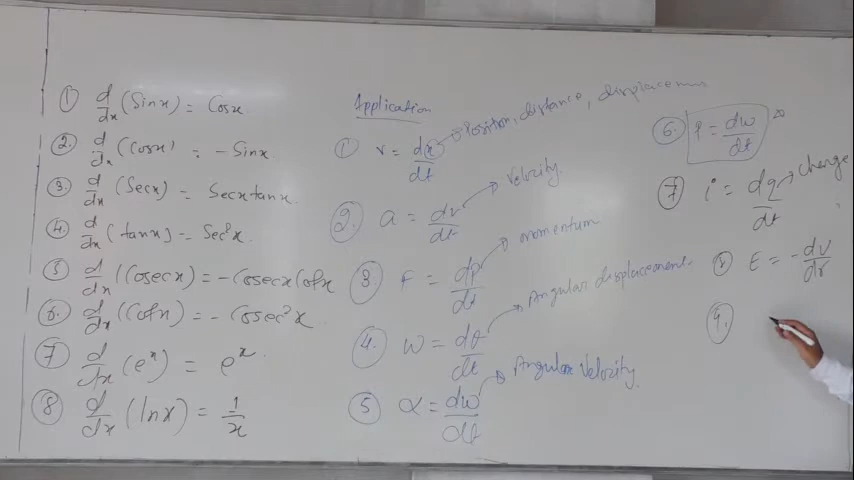 ① d/dx (Sinx) = Cosx
2. d/dx (Cosx) = -Sinx
3. d/dx (Secx) = Secxtanx
4. d/dx (tanx) = Sec²x.
5 d/dx (Cosecx) = -Cosecx Cotx
6. d/dx (Cotx) = - Cosec²x
7 d/dx (eˣ) = eˣ
8 d/dx (lnx) = 1/x
Application
① v = dx/dt → Position, distance, displacement
2. a = dv/dt → Velocity.
3. F = dp/dt → momentum
4. ω = dθ/dt → Angular displacement.
5 α = dω/dt → Angular Velocity.
6. P = dw/dt
7 i = dq/dt → Charge
E = -dv/dr
9.